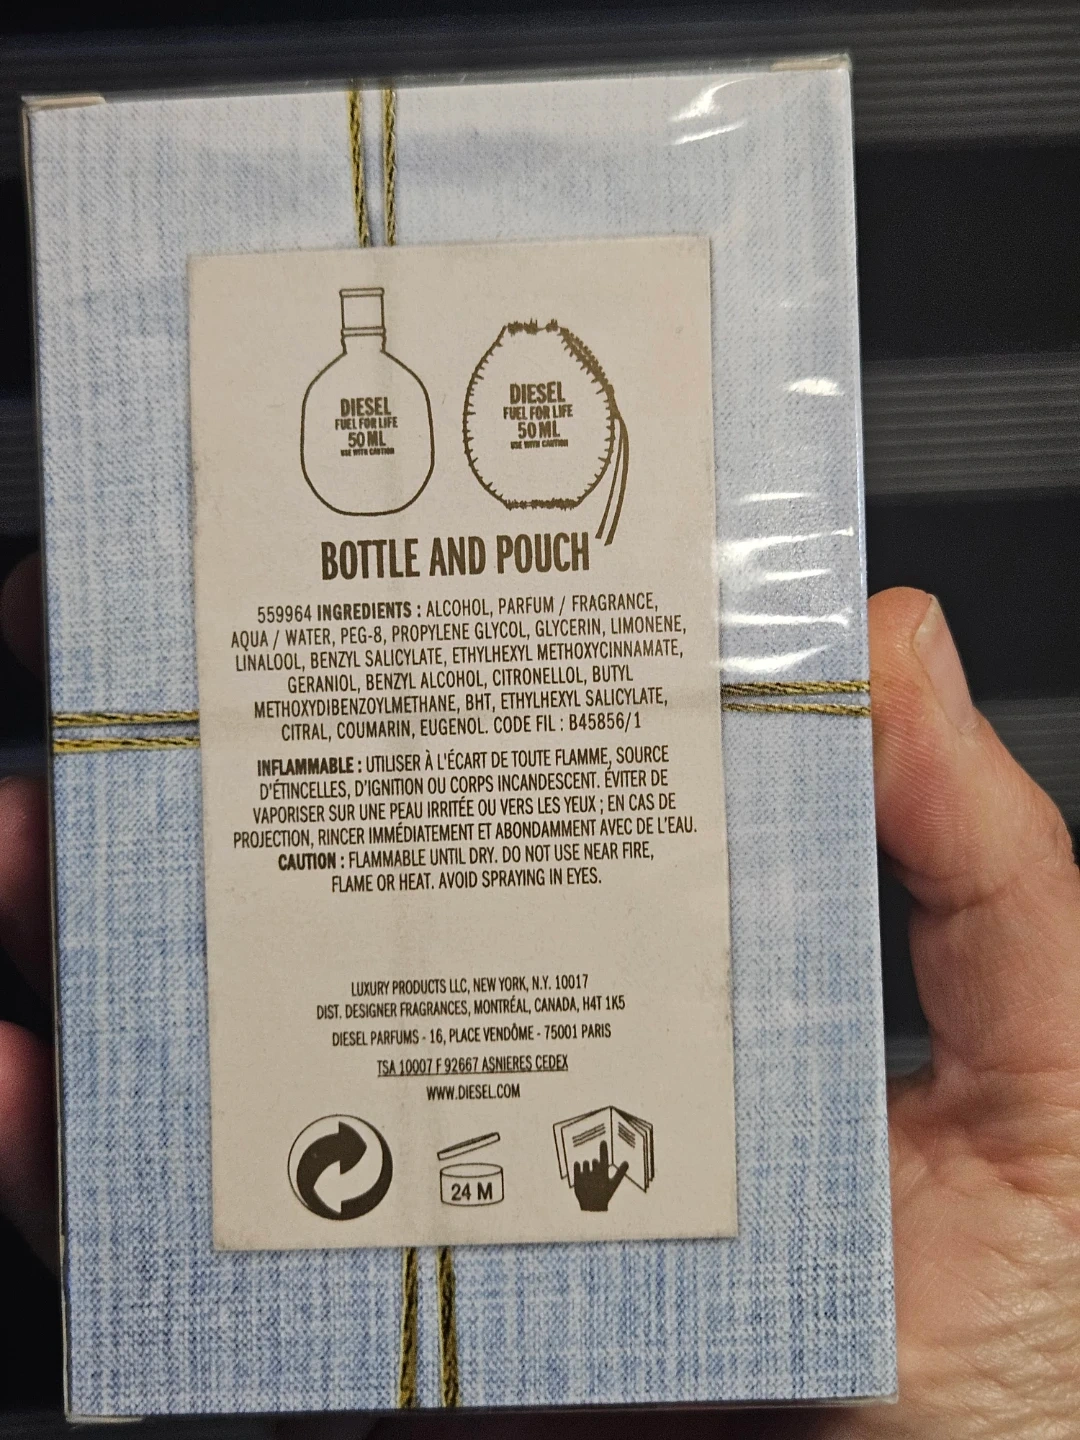 DIESEL
FUEL FOR LIFE
50 ML
USE WITH CAUTION
DIESEL
FUEL FOR LIFE
50 ML
USE WITH CAUTION
BOTTLE AND POUCH
559964 INGREDIENTS : ALCOHOL, PARFUM / FRAGRANCE,
AQUA / WATER, PEG-8, PROPYLENE GLYCOL, GLYCERIN, LIMONENE,
LINALOOL, BENZYL SALICYLATE, ETHYLHEXYL METHOXYCINNAMATE,
GERANIOL, BENZYL ALCOHOL, CITRONELLOL, BUTYL
METHOXYDIBENZOYLMETHANE, BHT, ETHYLHEXYL SALICYLATE,
CITRAL, COUMARIN, EUGENOL. CODE FIL : B45856/1
INFLAMMABLE : UTILISER À L'ÉCART DE TOUTE FLAMME, SOURCE
D'ÉTINCELLES, D'IGNITION OU CORPS INCANDESCENT. ÉVITER DE
VAPORISER SUR UNE PEAU IRRITÉE OU VERS LES YEUX ; EN CAS DE
PROJECTION, RINCER IMMÉDIATEMENT ET ABONDAMMENT AVEC DE L'EAU.
CAUTION : FLAMMABLE UNTIL DRY. DO NOT USE NEAR FIRE,
FLAME OR HEAT. AVOID SPRAYING IN EYES.
LUXURY PRODUCTS LLC, NEW YORK, N.Y. 10017
DIST. DESIGNER FRAGRANCES, MONTRÉAL, CANADA, H4T 1K5
DIESEL PARFUMS - 16, PLACE VENDÔME - 75001 PARIS
TSA 10007 F 92667 ASNIERES CEDEX
WWW.DIESEL.COM
24 M